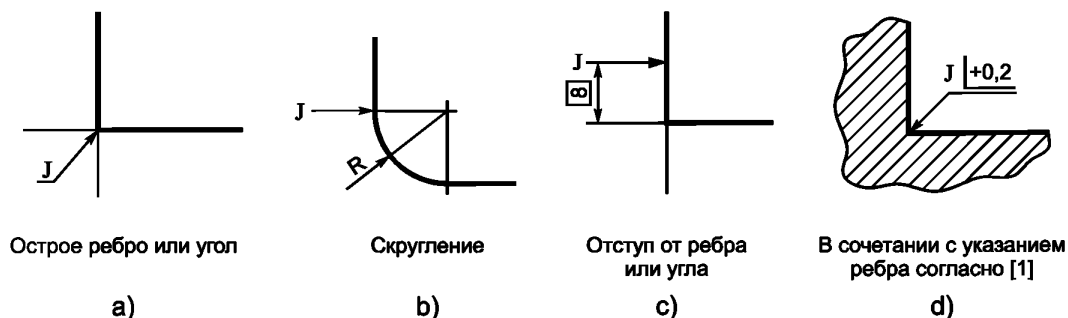 J
Острое ребро или угол
a)
J
R
Скругление
b)
J
8
Отступ от ребра
или угла
c)
J +0,2
В сочетании с указанием
ребра согласно [1]
d)